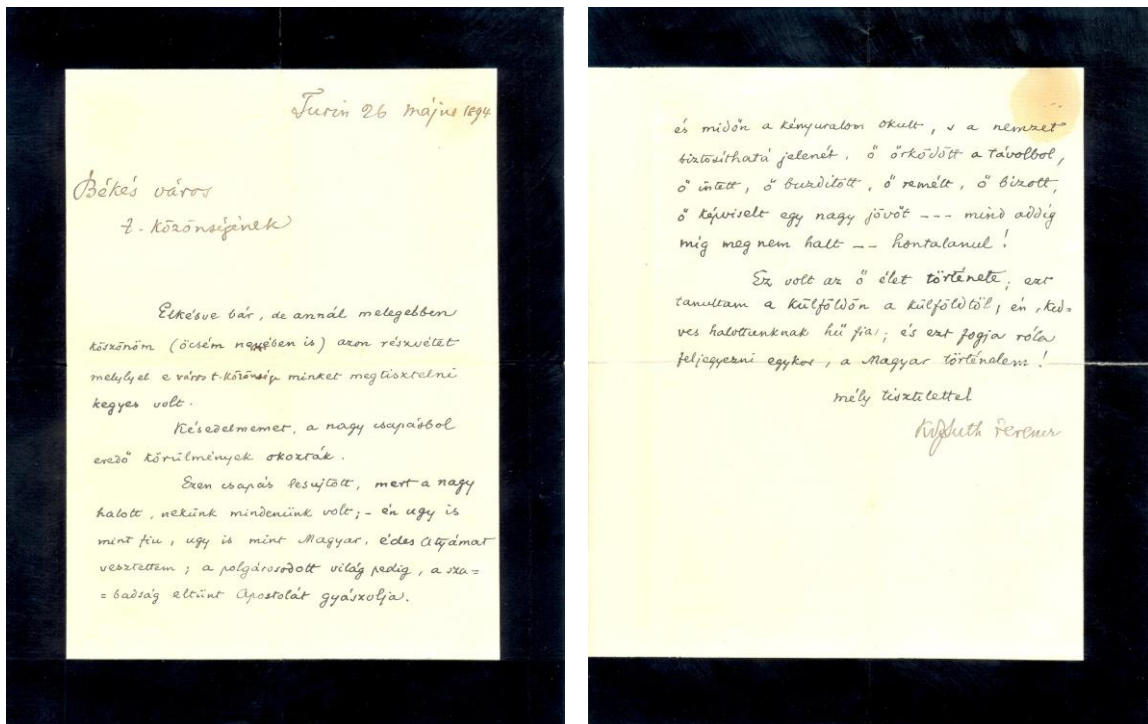 Turin 26 május 1894
Békés város
t. Közönségének
Elkésve bár, de annál melegebben
köszönöm (öcsém nevében is) azon részvétet
melylyel e város t. Közönsége minket megtisztelni
kegyes volt.
Késedelmemet, a nagy csapásbol
eredő körülmények okozták.
Ezen csapás lesujtott, mert a nagy
halott, nekünk mindenünk volt; - én ugy is
mint fiu, ugy is mint Magyar, édes Atyámat
vesztettem; a polgárosodott világ pedig, a sza=
=badság eltünt Apostolát gyászolja.
és midőn a kényuralom okult, s a nemzet
biztosithatá jelenét, ő őrködött a távolbol,
ő intett, ő buzditott, ő remélt, ő bizott,
ő képviselt egy nagy jövőt --- mind addig
mig meg nem halt -- hontalanul!
Ez volt az ő élet története; ezt
tanultam a külföldön a külföldtöl; én, ked=
ves halottunknak hű fia; és ezt fogja róla
feljegyezni egykor, a Magyar történelem!
mély tisztelettel
Kossuth Ferencz